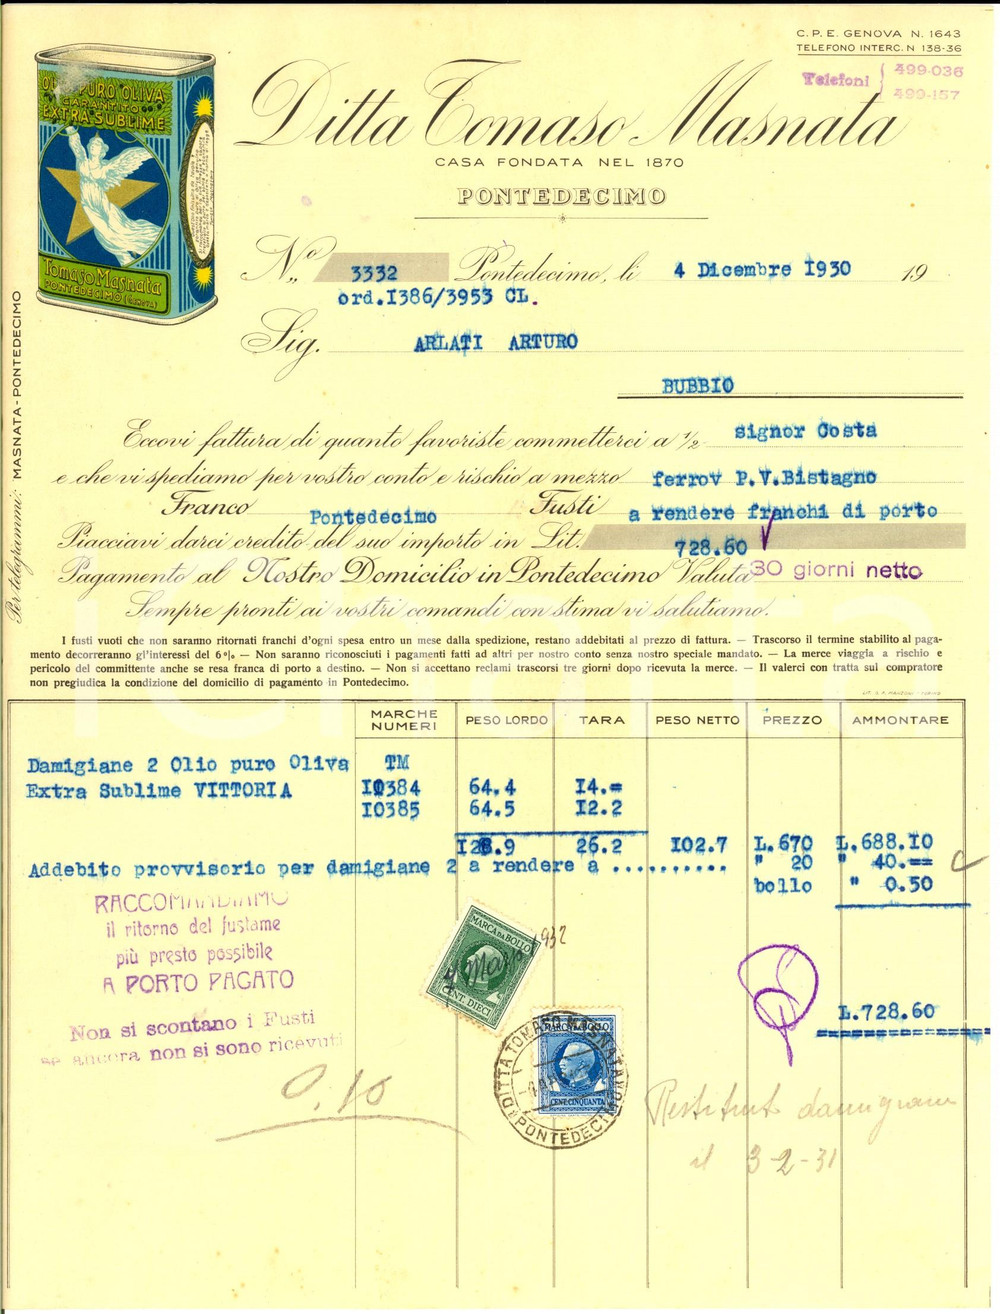 C. P. E. GENOVA N. 1643
TELEFONO INTERC. N 138-36
Telefoni { 499-036
499-157
PURO OLIVA
GARANTITO
EXTRA-SUBLIME
Tomaso Masnata
PONTEDECIMO (GENOVA)
Ditta Tomaso Masnata
CASA FONDATA NEL 1870
PONTEDECIMO
N.º 3332 Pontedecimo, li 4 Dicembre 1930 19
ord.I386/3953 CL.
Sig. ARLATI ARTURO
BUBBIO
Per telegrammi: MASNATA - PONTEDECIMO
Eccovi fattura di quanto favoriste commetterci a ½ signor Costa
e che vi spediamo per vostro conto e rischio a mezzo ferrov P.V.Bistagno
Franco Pontedecimo Fusti a rendere franchi di porto
Piacciavi darci credito del suo importo in Lit. 728.60
Pagamento al Nostro Domicilio in Pontedecimo Valuta 30 giorni netto
Sempre pronti ai vostri comandi con stima vi salutiamo.
I fusti vuoti che non saranno ritornati franchi d'ogni spesa entro un mese dalla spedizione, restano addebitati al prezzo di fattura. — Trascorso il termine stabilito al paga-
mento decorreranno gl'interessi del 6 %. — Non saranno riconosciuti i pagamenti fatti ad altri per nostro conto senza nostro speciale mandato. — La merce viaggia a rischio e
pericolo del committente anche se resa franca di porto a destino. — Non si accettano reclami trascorsi tre giorni dopo ricevuta la merce. — Il valerci con tratta sul compratore
non pregiudica la condizione del domicilio di pagamento in Pontedecimo.
MARCHE NUMERI PESO LORDO TARA PESO NETTO PREZZO AMMONTARE
Damigiane 2 Olio puro Oliva TM
Extra Sublime VITTORIA I0384 64.4 I4.=
I0385 64.5 I2.2
I28.9 26.2 I02.7 L.670 L.688.I0
" 20 " 40.==
Addebito provvisorio per damigiane 2 a rendere a ..........
bollo " 0.50
RACCOMANDIAMO
il ritorno del fustame
più presto possibile
A PORTO PAGATO
MARCA DA BOLLO
4 Marzo 1932
CENT. DIECI
L.728.60
Non si scontano i Fusti
se ancora non si sono ricevuti
MARCA DA BOLLO
CENT. CINQUANTA
DITTA TOMASO MASNATA
PONTEDECIMO
0.10
Restituite damigiane
il 3-2-31